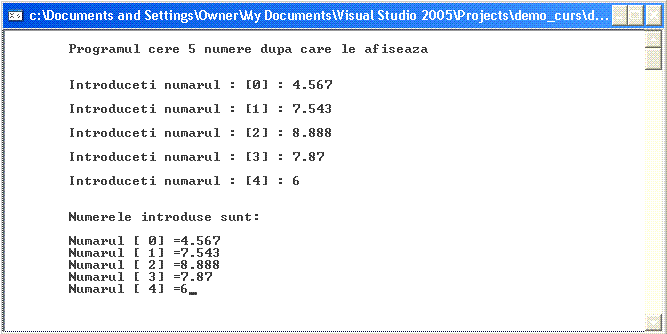 c:\Documents and Settings\Owner\My Documents\Visual Studio 2005\Projects\demo_curs\d...
Programul cere 5 numere dupa care le afiseaza
Introduceti numarul : [0] : 4.567
Introduceti numarul : [1] : 7.543
Introduceti numarul : [2] : 8.888
Introduceti numarul : [3] : 7.87
Introduceti numarul : [4] : 6
Numerele introduse sunt:
Numarul [ 0] =4.567
Numarul [ 1] =7.543
Numarul [ 2] =8.888
Numarul [ 3] =7.87
Numarul [ 4] =6_